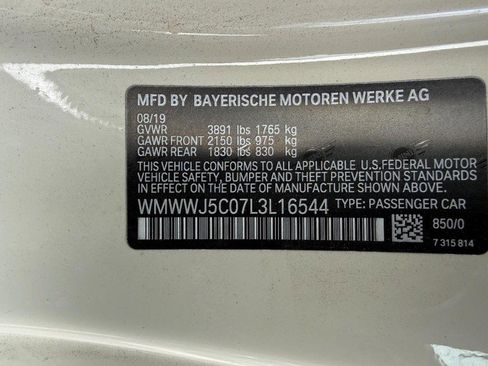 MFD BY BAYERISCHE MOTOREN WERKE AG
08/19
GVWR 3891 lbs 1765 kg
GAWR FRONT 2150 lbs 975 kg
GAWR REAR 1830 lbs 830 kg
THIS VEHICLE CONFORMS TO ALL APPLICABLE U.S.FEDERAL MOTOR
VEHICLE SAFETY, BUMPER AND THEFT PREVENTION STANDARDS
IN EFFECT ON THE DATE OF MANUFACTURE SHOWN ABOVE.
WMWWJ5C07L3L16544 TYPE: PASSENGER CAR
850/0
7 315 814